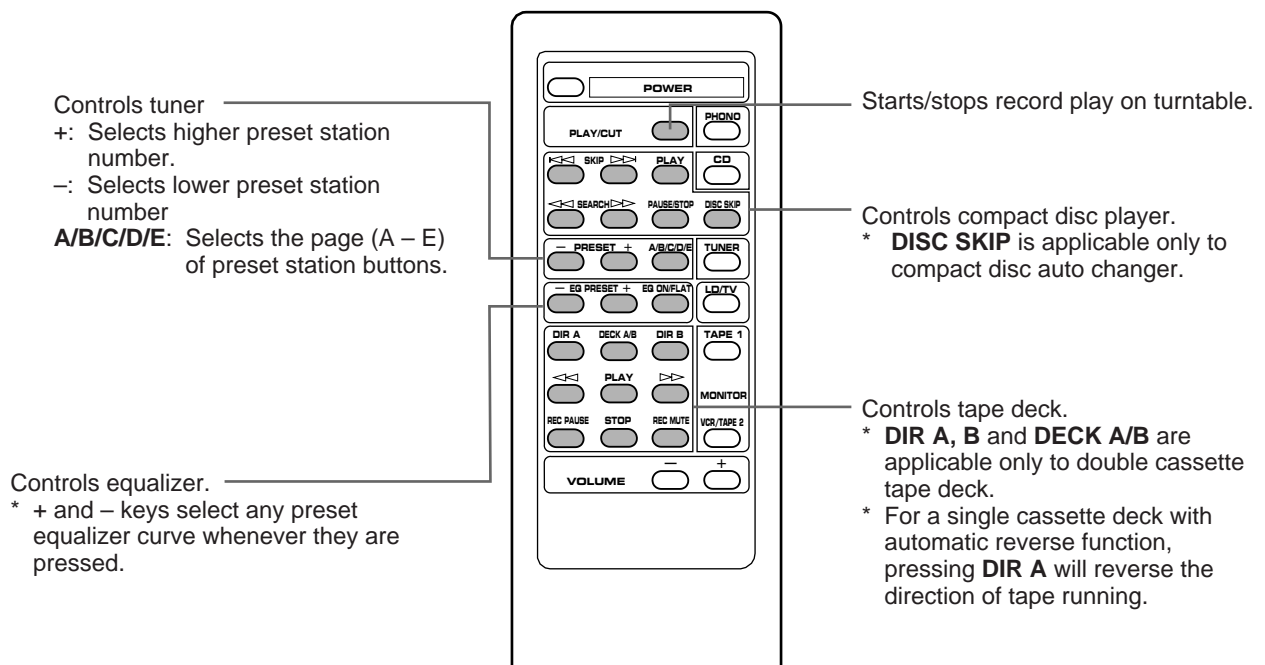 Controls tuner
+: Selects higher preset station
number.
–: Selects lower preset station
number
A/B/C/D/E: Selects the page (A – E)
of preset station buttons.
Controls equalizer.
* + and – keys select any preset
equalizer curve whenever they are
pressed.
POWER
PLAY/CUT PHONO
SKIP PLAY CD
SEARCH PAUSE/STOP DISC SKIP
– PRESET + A/B/C/D/E TUNER
– EQ PRESET + EQ ON/FLAT LD/TV
DIR A DECK A/B DIR B TAPE 1
PLAY
MONITOR
REC PAUSE STOP REC MUTE VCR/TAPE 2
VOLUME – +
Starts/stops record play on turntable.
Controls compact disc player.
* DISC SKIP is applicable only to
compact disc auto changer.
Controls tape deck.
* DIR A, B and DECK A/B are
applicable only to double cassette
tape deck.
* For a single cassette deck with
automatic reverse function,
pressing DIR A will reverse the
direction of tape running.